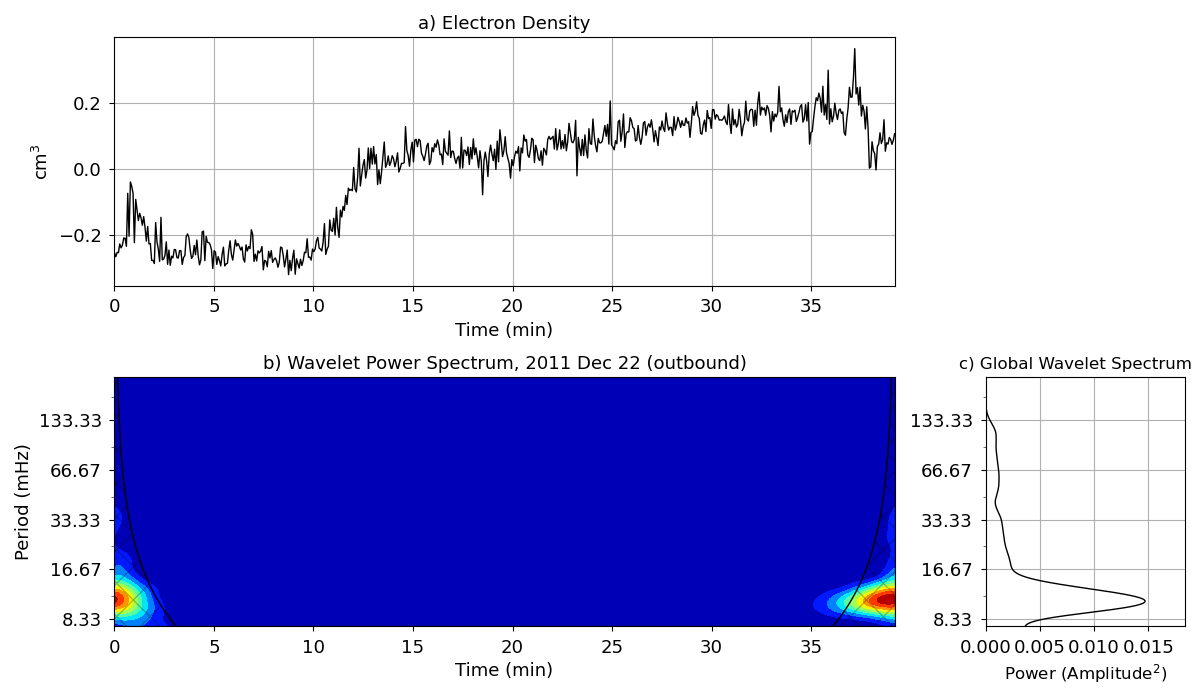 a) Electron Density
cm³
0.2
0.0
−0.2
0 5 10 15 20 25 30 35
Time (min)
b) Wavelet Power Spectrum, 2011 Dec 22 (outbound)
Period (mHz)
133.33
66.67
33.33
16.67
8.33
0 5 10 15 20 25 30 35
Time (min)
c) Global Wavelet Spectrum
133.33
66.67
33.33
16.67
8.33
0.000 0.005 0.010 0.015
Power (Amplitude²)